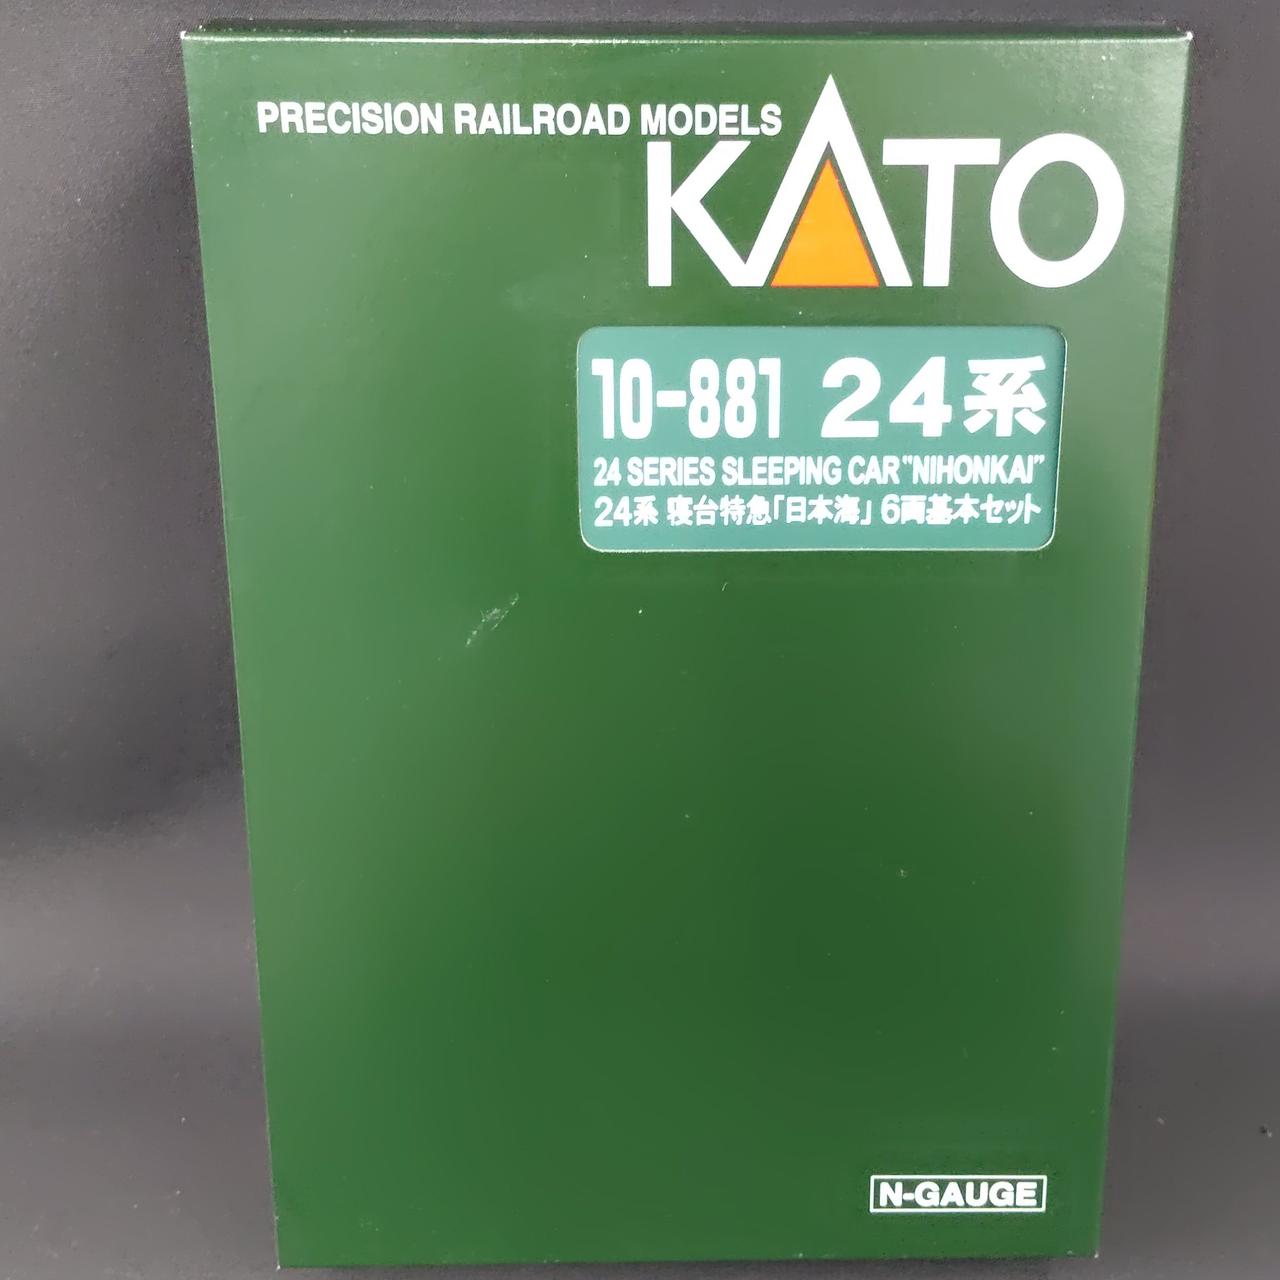 PRECISION RAILROAD MODELS
KATO
10-881 24系
24 SERIES SLEEPING CAR "NIHONKAI"
24系 寝台特急「日本海」 6両基本セット
N-GAUGE